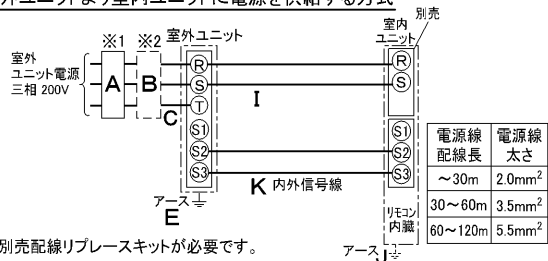 外ユニットより室内ユニットに電源を供給する方式
※1 ※2 室外ユニット
室内
ユニット
別売
室外
ユニット電源
三相 200V
A
B
C
R
S
T
S1
S2
S3
I
K 内外信号線
R
S
S1
S2
S3
リモコン
内蔵
アース
E
アース
J
電源線
配線長
電源線
太さ
~30m 2.0mm²
30~60m 3.5mm²
60~120m 5.5mm²
別売配線リプレースキットが必要です。